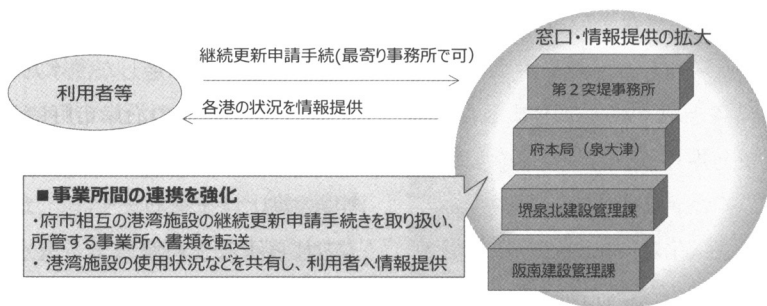 窓口・情報提供の拡大
継続更新申請手続(最寄り事務所で可)
利用者等
各港の状況を情報提供
第２突堤事務所
府本局（泉大津）
堺泉北建設管理課
阪南建設管理課
■事業所間の連携を強化
・府市相互の港湾施設の継続更新申請手続きを取り扱い、
所管する事業所へ書類を転送
・ 港湾施設の使用状況などを共有し、利用者へ情報提供